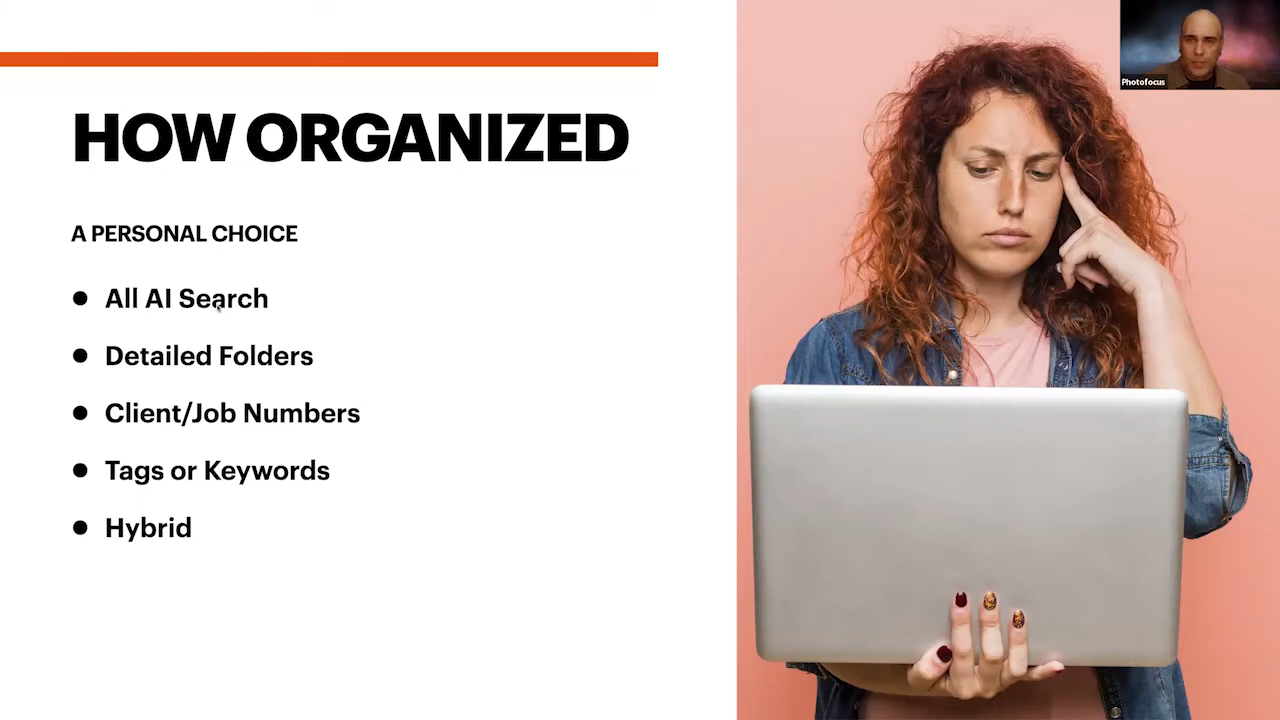 HOW ORGANIZED
A PERSONAL CHOICE
All AI Search
Detailed Folders
Client/Job Numbers
Tags or Keywords
Hybrid
Photofocus